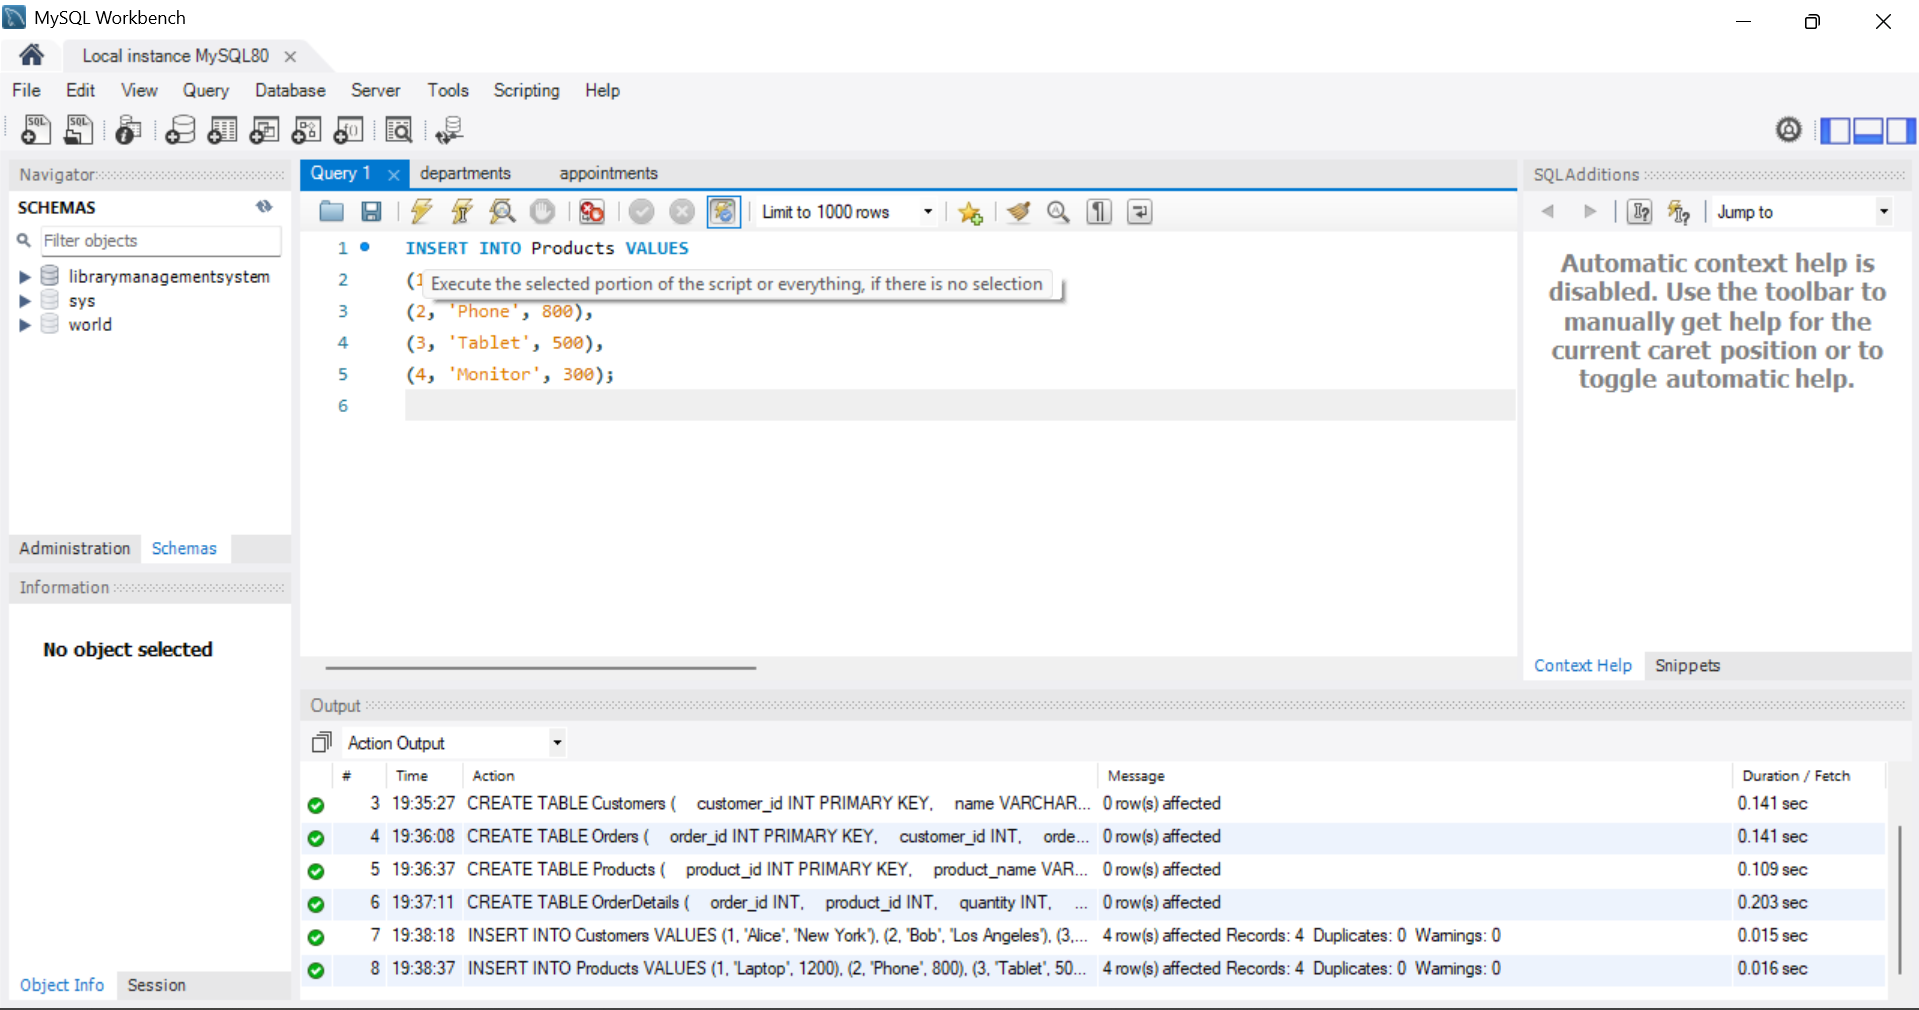 MySQL Workbench
Local instance MySQL80
File Edit View Query Database Server Tools Scripting Help
Navigator
SCHEMAS
Filter objects
librarymanagementsystem
sys
world
Administration Schemas
Information
No object selected
Object Info Session
Query 1 departments appointments
Limit to 1000 rows
1 INSERT INTO Products VALUES
2 (1
Execute the selected portion of the script or everything, if there is no selection
3 (2, 'Phone', 800),
4 (3, 'Tablet', 500),
5 (4, 'Monitor', 300);
6
SQLAdditions
Jump to
Automatic context help is
disabled. Use the toolbar to
manually get help for the
current caret position or to
toggle automatic help.
Context Help Snippets
Output
Action Output
# Time Action Message Duration / Fetch
3 19:35:27 CREATE TABLE Customers ( customer_id INT PRIMARY KEY, name VARCHAR... 0 row(s) affected 0.141 sec
4 19:36:08 CREATE TABLE Orders ( order_id INT PRIMARY KEY, customer_id INT, orde... 0 row(s) affected 0.141 sec
5 19:36:37 CREATE TABLE Products ( product_id INT PRIMARY KEY, product_name VAR... 0 row(s) affected 0.109 sec
6 19:37:11 CREATE TABLE OrderDetails ( order_id INT, product_id INT, quantity INT, ... 0 row(s) affected 0.203 sec
7 19:38:18 INSERT INTO Customers VALUES (1, 'Alice', 'New York'), (2, 'Bob', 'Los Angeles'), (3,... 4 row(s) affected Records: 4 Duplicates: 0 Warnings: 0 0.015 sec
8 19:38:37 INSERT INTO Products VALUES (1, 'Laptop', 1200), (2, 'Phone', 800), (3, 'Tablet', 50... 4 row(s) affected Records: 4 Duplicates: 0 Warnings: 0 0.016 sec